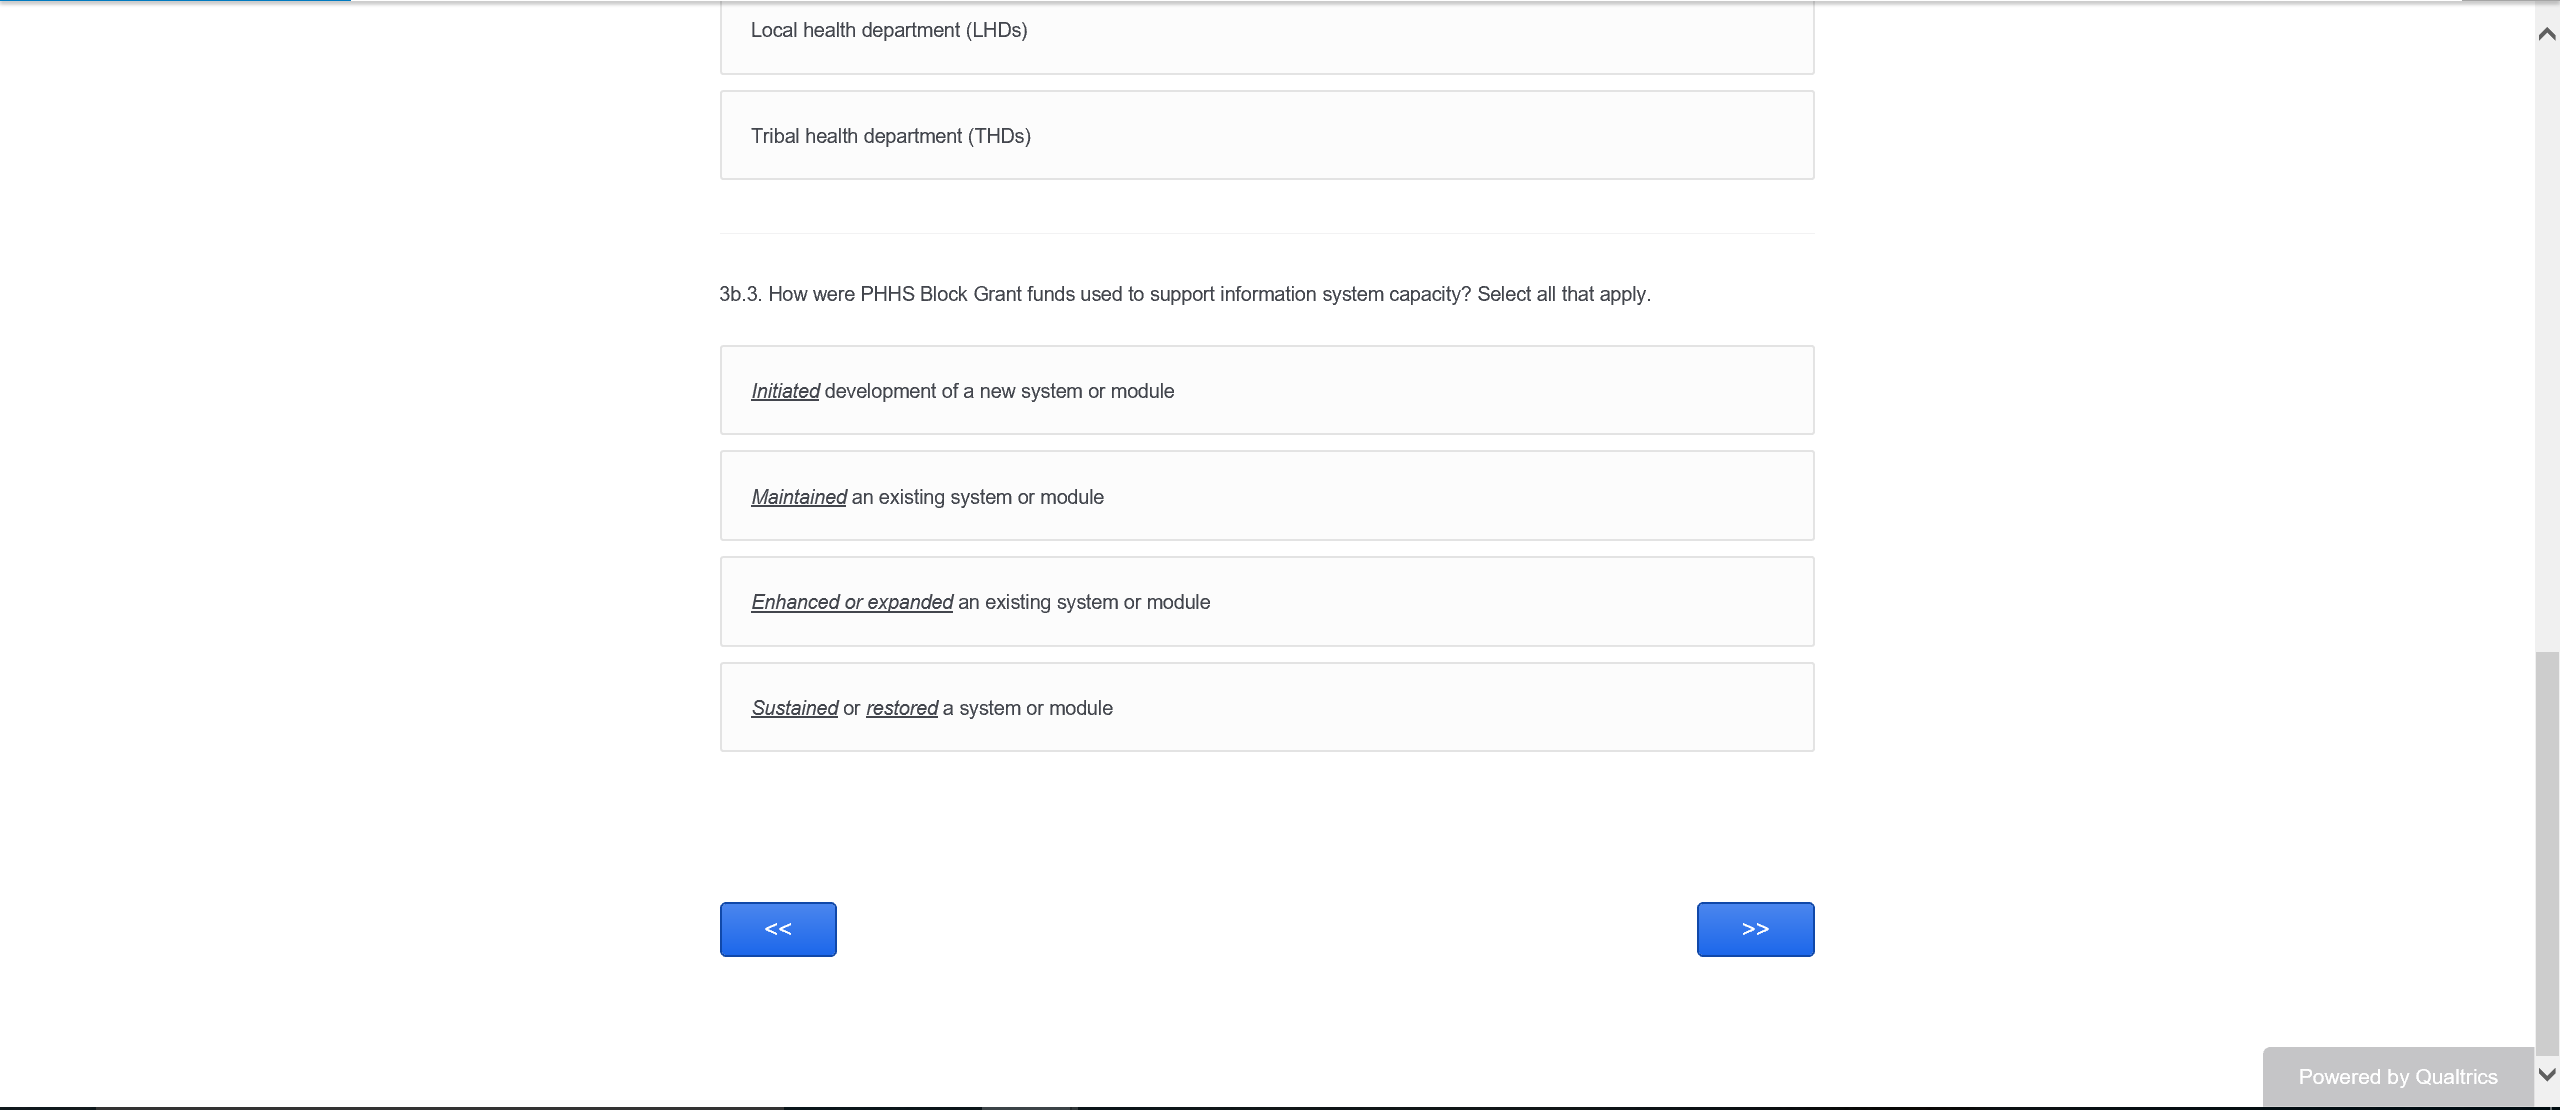 Local health department (LHDs)
Tribal health department (THDs)
3b.3. How were PHHS Block Grant funds used to support information system capacity? Select all that apply.
Initiated development of a new system or module
Maintained an existing system or module
Enhanced or expanded an existing system or module
Sustained or restored a system or module
<< >>
Powered by Qualtrics